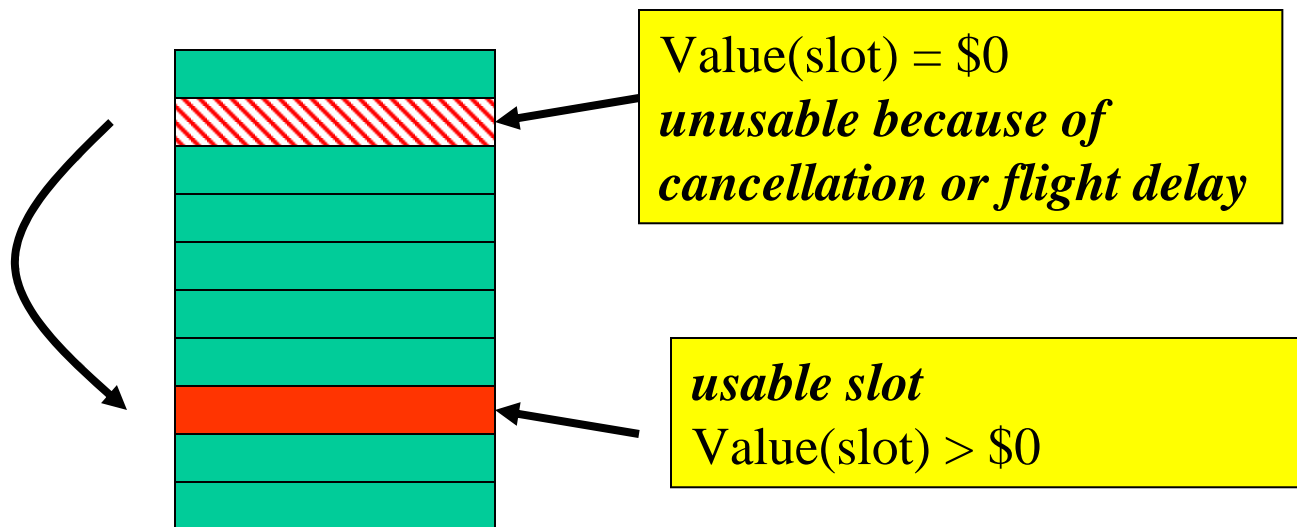 Value(slot) = $0
unusable because of
cancellation or flight delay
usable slot
Value(slot) > $0